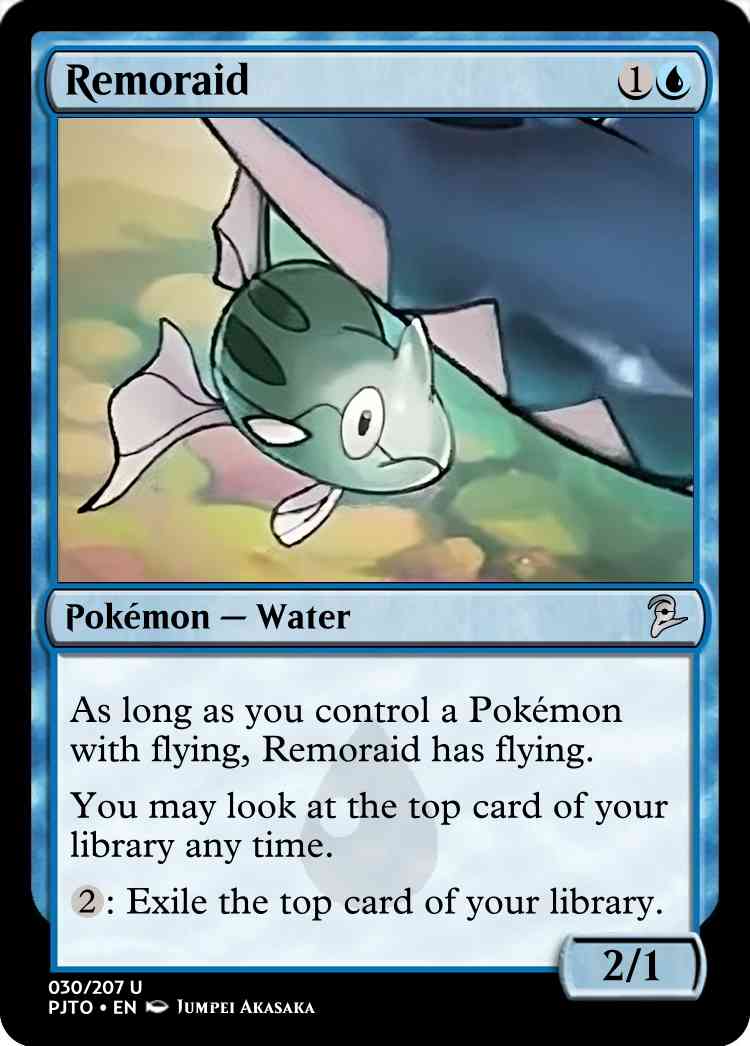 Remoraid 1
Pokémon — Water
As long as you control a Pokémon
with flying, Remoraid has flying.
You may look at the top card of your
library any time.
2: Exile the top card of your library.
2/1
030/207 U
PJTO • EN Jumpei Akasaka